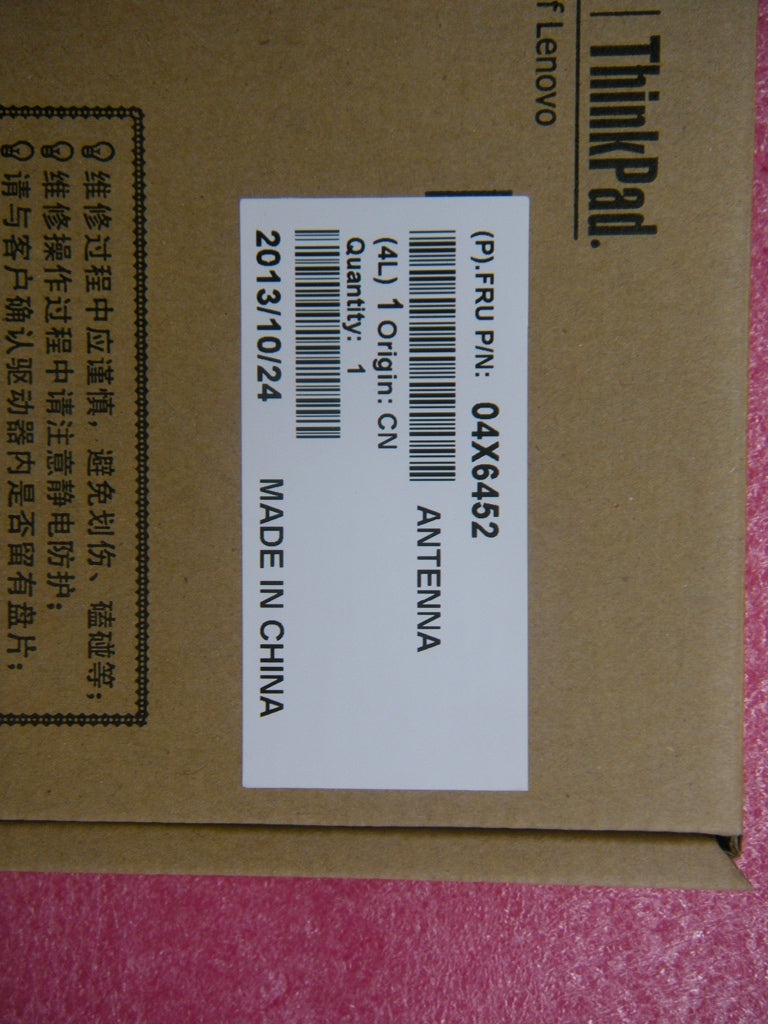 | ThinkPad.
f Lenovo
(P).FRU P/N: 04X6452
ANTENNA
(4L) 1 Origin: CN
Quantity: 1
2013/10/24 MADE IN CHINA
维修过程中应谨慎，避免划伤、磕碰等；
维修操作过程中请注意静电防护；
请与客户确认驱动器内是否留有盘片；